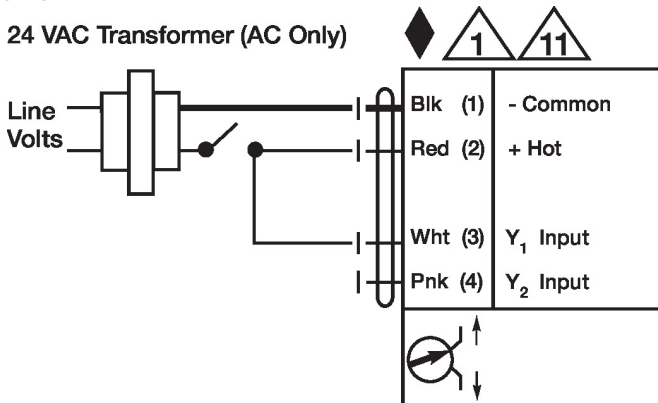 24 VAC Transformer (AC Only)
1
11
Line
Volts
Blk (1) - Common
Red (2) + Hot
Wht (3) Y1 Input
Pnk (4) Y2 Input